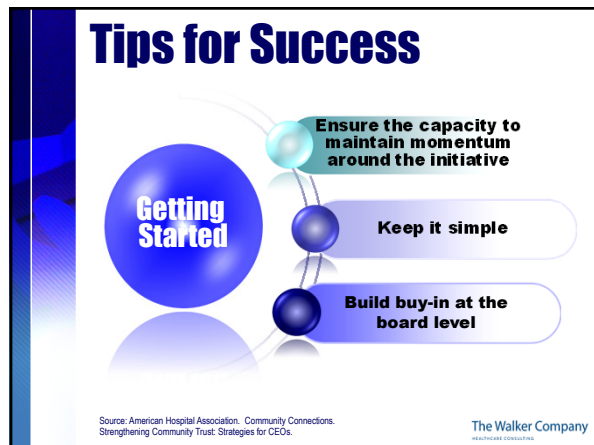 Tips for Success
Getting
Started
Ensure the capacity to
maintain momentum
around the initiative
Keep it simple
Build buy-in at the
board level
Source: American Hospital Association.  Community Connections.
Strengthening Community Trust: Strategies for CEOs.
The Walker Company
HEALTHCARE CONSULTING